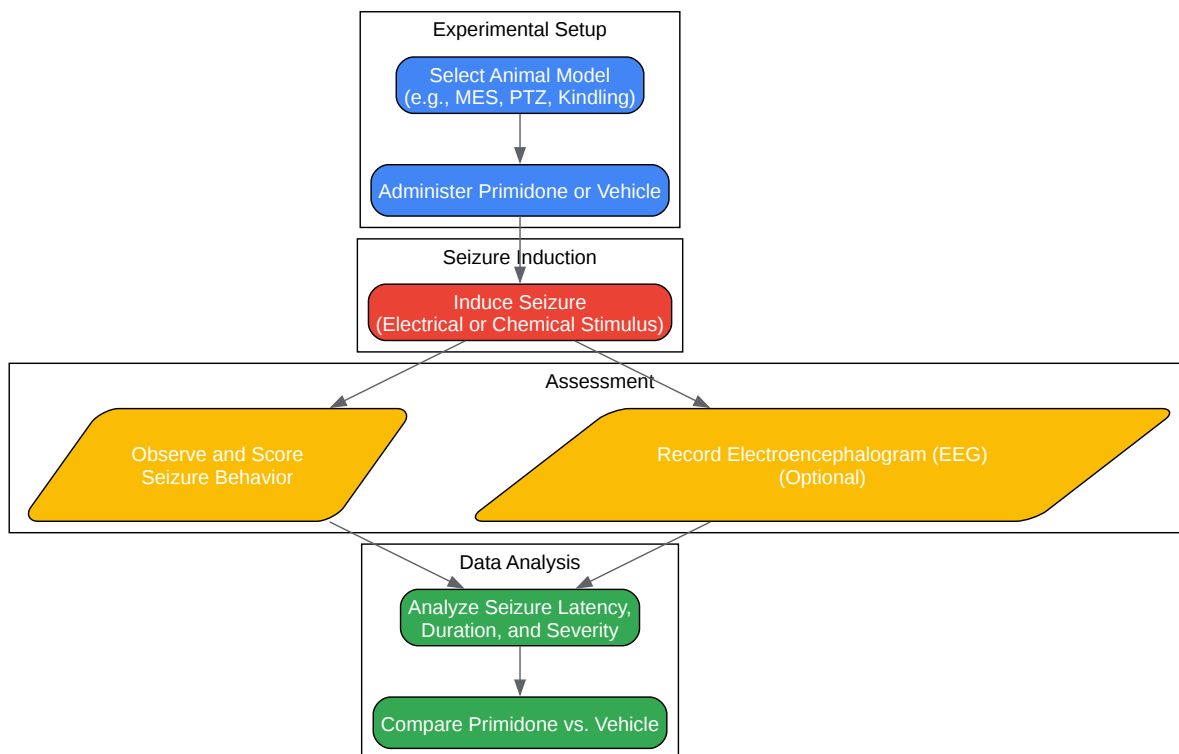 Experimental Setup
Select Animal Model
(e.g., MES, PTZ, Kindling)
Administer Primidone or Vehicle
Seizure Induction
Induce Seizure
(Electrical or Chemical Stimulus)
Assessment
Observe and Score
Seizure Behavior
Record Electroencephalogram (EEG)
(Optional)
Data Analysis
Analyze Seizure Latency,
Duration, and Severity
Compare Primidone vs. Vehicle